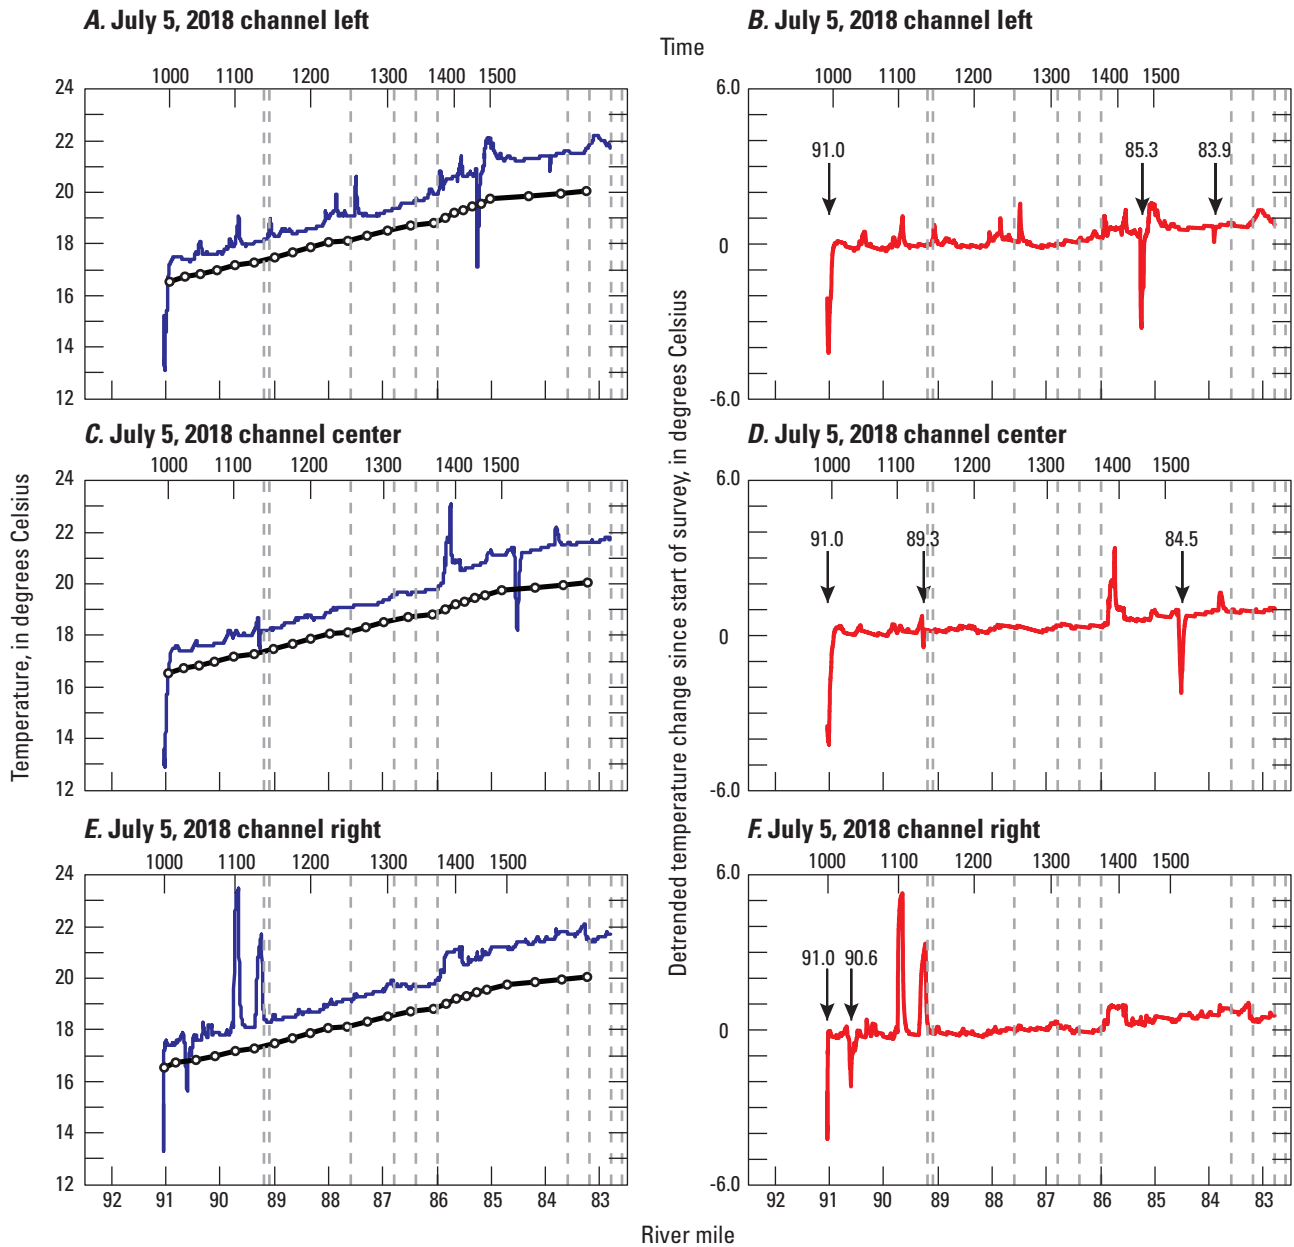 A. July 5, 2018 channel left
B. July 5, 2018 channel left
Time
1000 1100 1200 1300 1400 1500
1000 1100 1200 1300 1400 1500
24
22
20
18
16
14
12
6.0
0
-6.0
91.0 85.3 83.9
C. July 5, 2018 channel center
D. July 5, 2018 channel center
1000 1100 1200 1300 1400 1500
1000 1100 1200 1300 1400 1500
24
22
20
18
16
14
12
6.0
0
-6.0
91.0 89.3 84.5
Temperature, in degrees Celsius
Detrended temperature change since start of survey, in degrees Celsius
E. July 5, 2018 channel right
F. July 5, 2018 channel right
1000 1100 1200 1300 1400 1500
1000 1100 1200 1300 1400 1500
24
22
20
18
16
14
12
6.0
0
-6.0
91.0 90.6
92 91 90 89 88 87 86 85 84 83
92 91 90 89 88 87 86 85 84 83
River mile